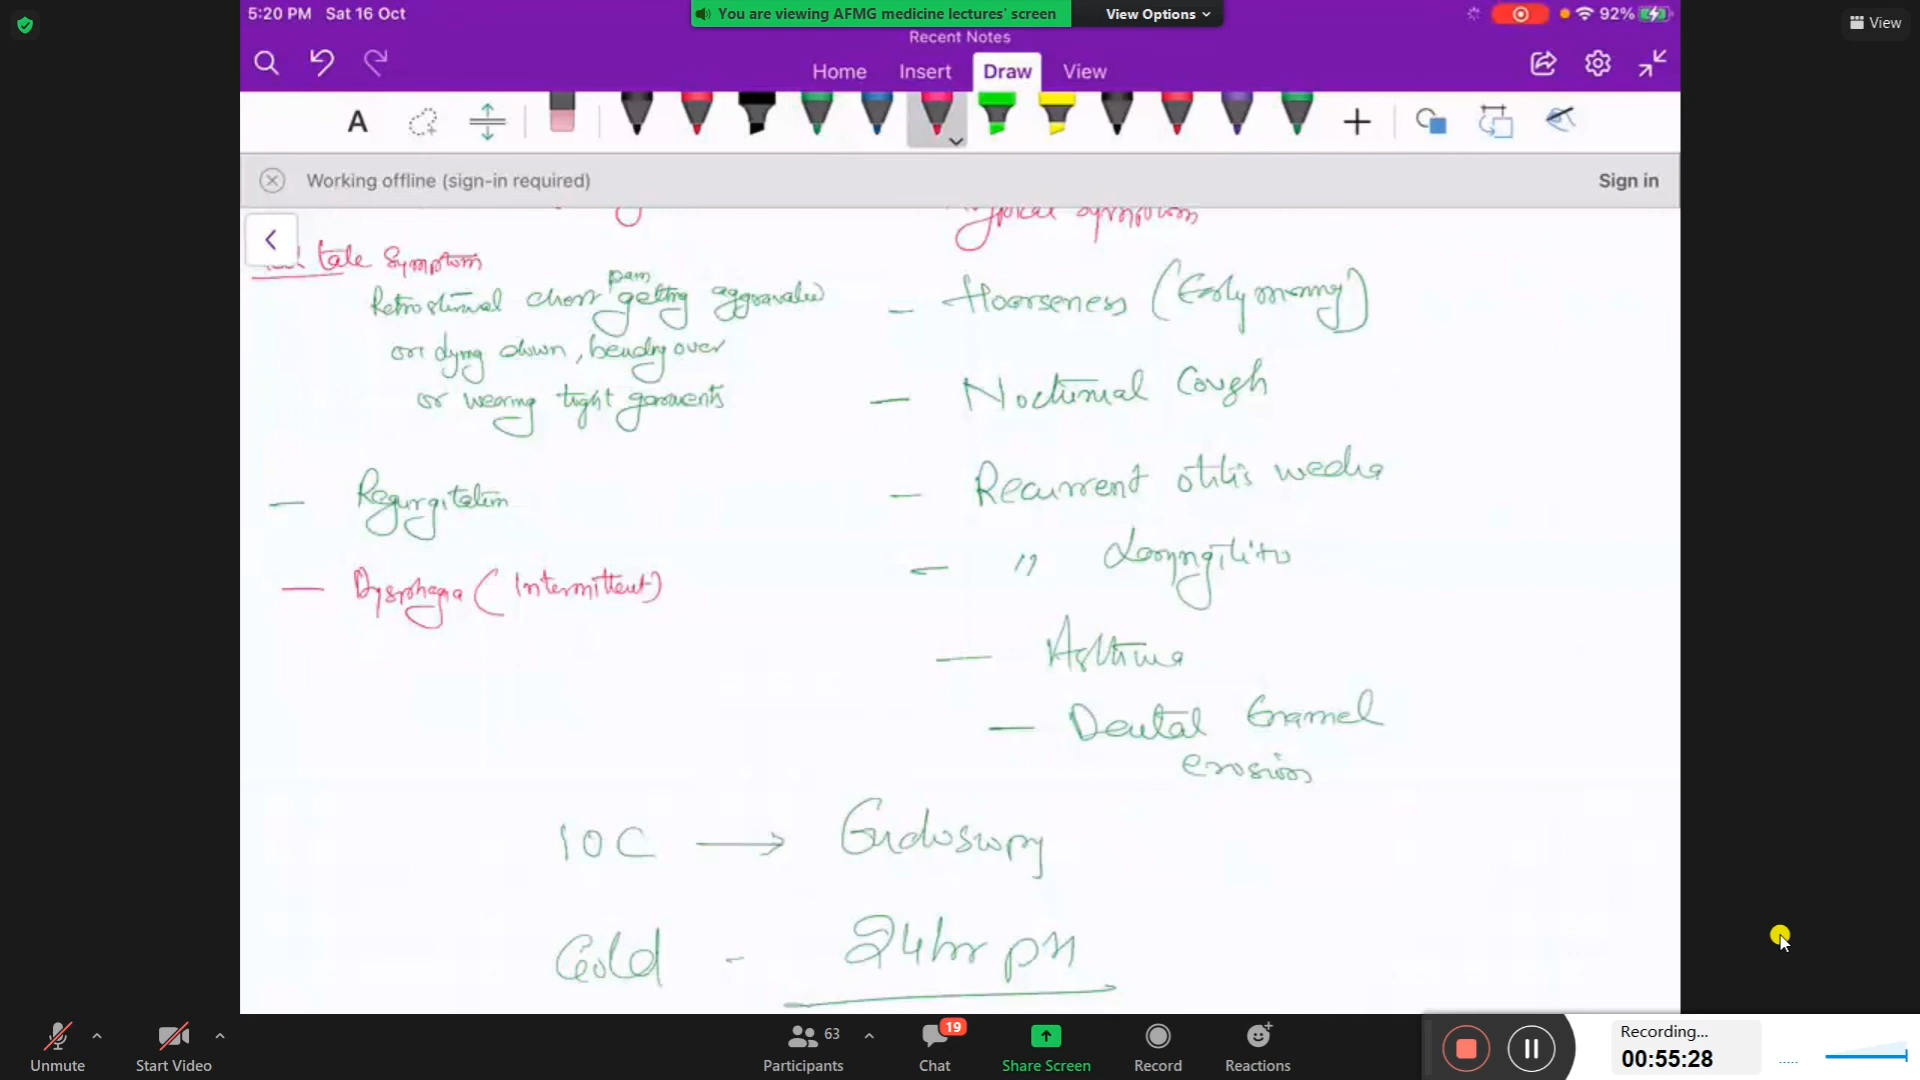 5:20 PM Sat 16 Oct
You are viewing AFMG medicine lectures' screen
View Options
92%
View
Recent Notes
Home Insert Draw View
A
Working offline (sign-in required)
Sign in
tale Symptom
symptoms
Retrosternal chest pain getting aggravated
on lying down, bending over
or wearing tight garments
- Regurgitation
- Dysphagia (Intermittent)
- Hoarseness (Early morning)
- Nocturnal Cough
- Recurrent otitis media
- " Laryngitis
- Asthma
- Dental Enamel
erosion
IOC → Endoscopy
Gold - 24hr pH
Unmute
Start Video
63
Participants
19
Chat
Share Screen
Record
Reactions
Recording...
00:55:28